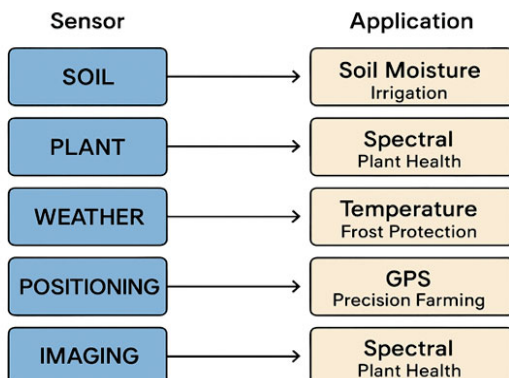 Sensor
Application
SOIL
Soil Moisture
Irrigation
PLANT
Spectral
Plant Health
WEATHER
Temperature
Frost Protection
POSITIONING
GPS
Precision Farming
IMAGING
Spectral
Plant Health